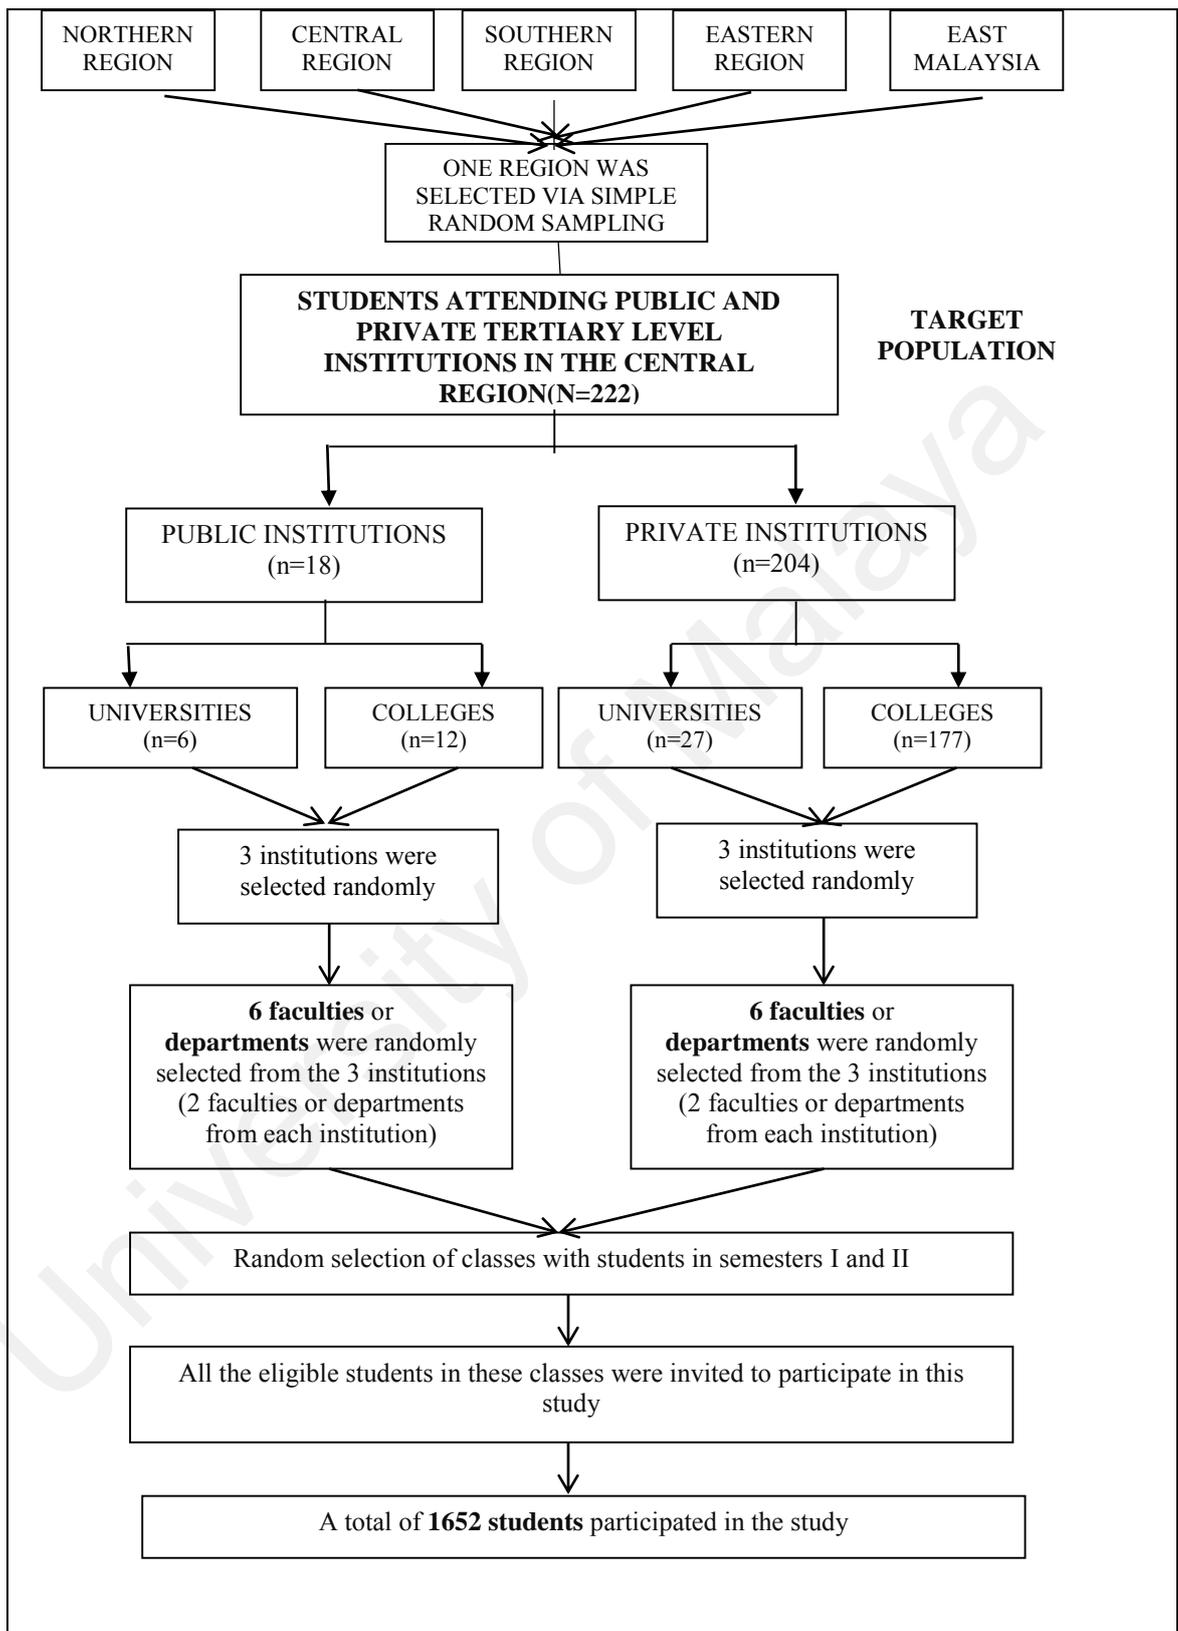 NORTHERN
REGION
CENTRAL
REGION
SOUTHERN
REGION
EASTERN
REGION
EAST
MALAYSIA
ONE REGION WAS
SELECTED VIA SIMPLE
RANDOM SAMPLING
STUDENTS ATTENDING PUBLIC AND
PRIVATE TERTIARY LEVEL
INSTITUTIONS IN THE CENTRAL
REGION(N=222)
TARGET
POPULATION
PUBLIC INSTITUTIONS
(n=18)
PRIVATE INSTITUTIONS
(n=204)
UNIVERSITIES
(n=6)
COLLEGES
(n=12)
UNIVERSITIES
(n=27)
COLLEGES
(n=177)
3 institutions were
selected randomly
3 institutions were
selected randomly
6 faculties or
departments were randomly
selected from the 3 institutions
(2 faculties or departments
from each institution)
6 faculties or
departments were randomly
selected from the 3 institutions
(2 faculties or departments
from each institution)
Random selection of classes with students in semesters I and II
All the eligible students in these classes were invited to participate in this
study
A total of 1652 students participated in the study
University of Malaya